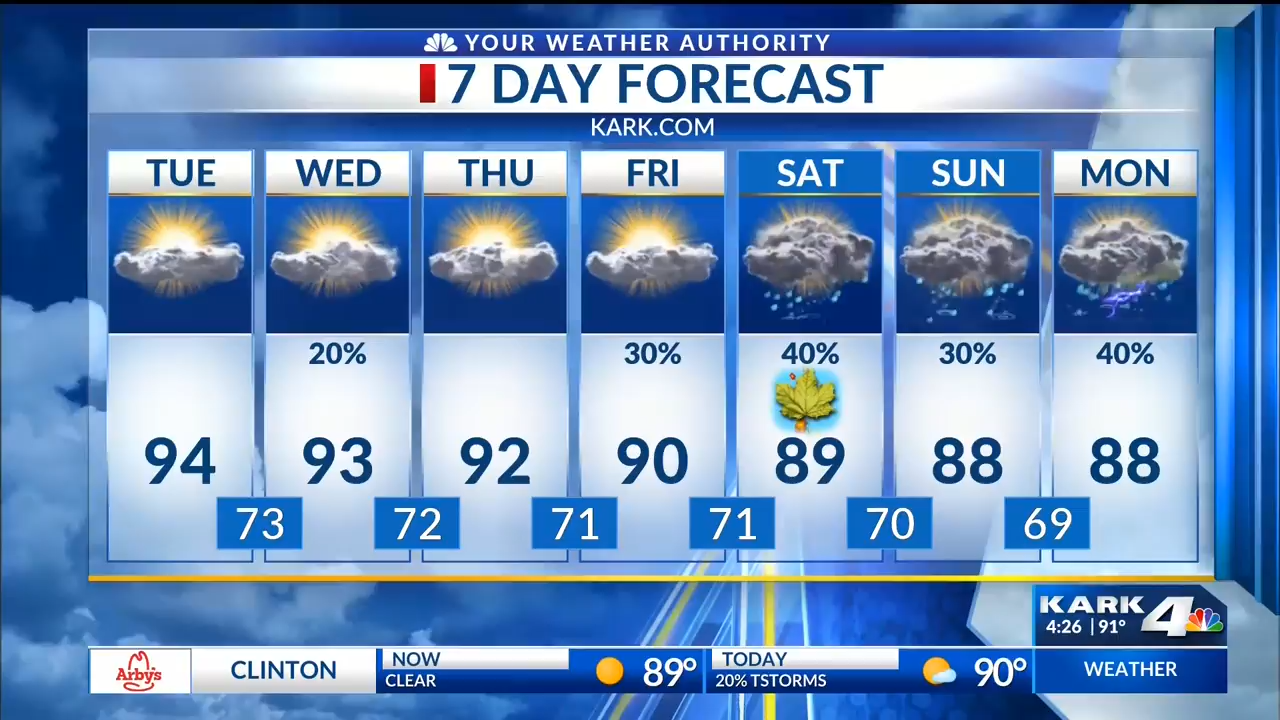 YOUR WEATHER AUTHORITY
7 DAY FORECAST
KARK.COM
TUE WED THU FRI SAT SUN MON
20% 30% 40% 30% 40%
94 93 92 90 89 88 88
73 72 71 71 70 69
KARK 4
4:26 | 91°
Arby's CLINTON NOW CLEAR 89° TODAY 20% TSTORMS 90° WEATHER